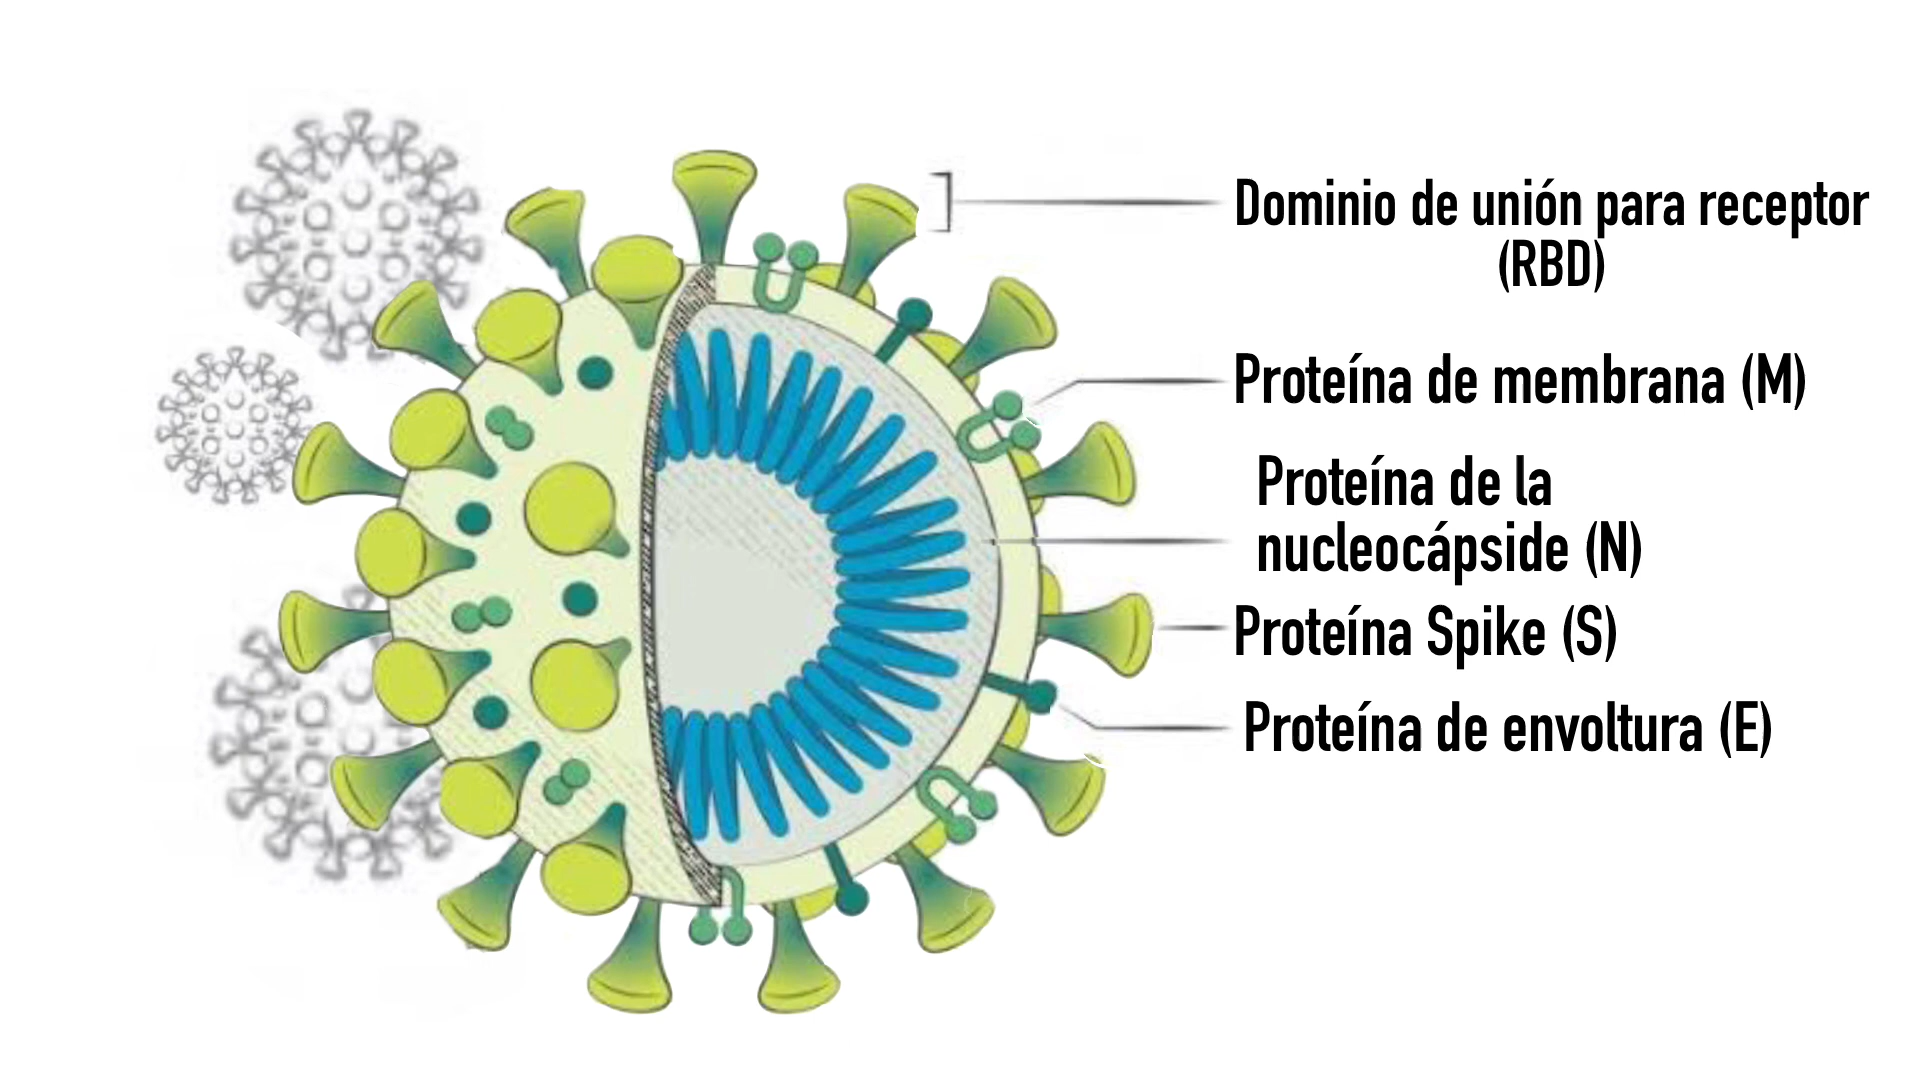 Dominio de unión para receptor
(RBD)
Proteína de membrana (M)
Proteína de la
nucleocápside (N)
Proteína Spike (S)
Proteína de envoltura (E)